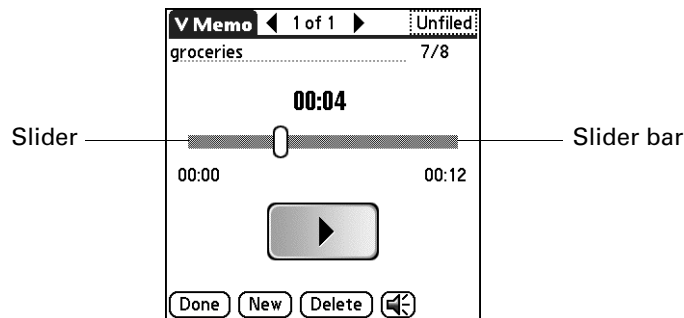 V Memo 1 of 1 Unfiled
groceries 7/8
00:04
Slider Slider bar
00:00 00:12
Done New Delete